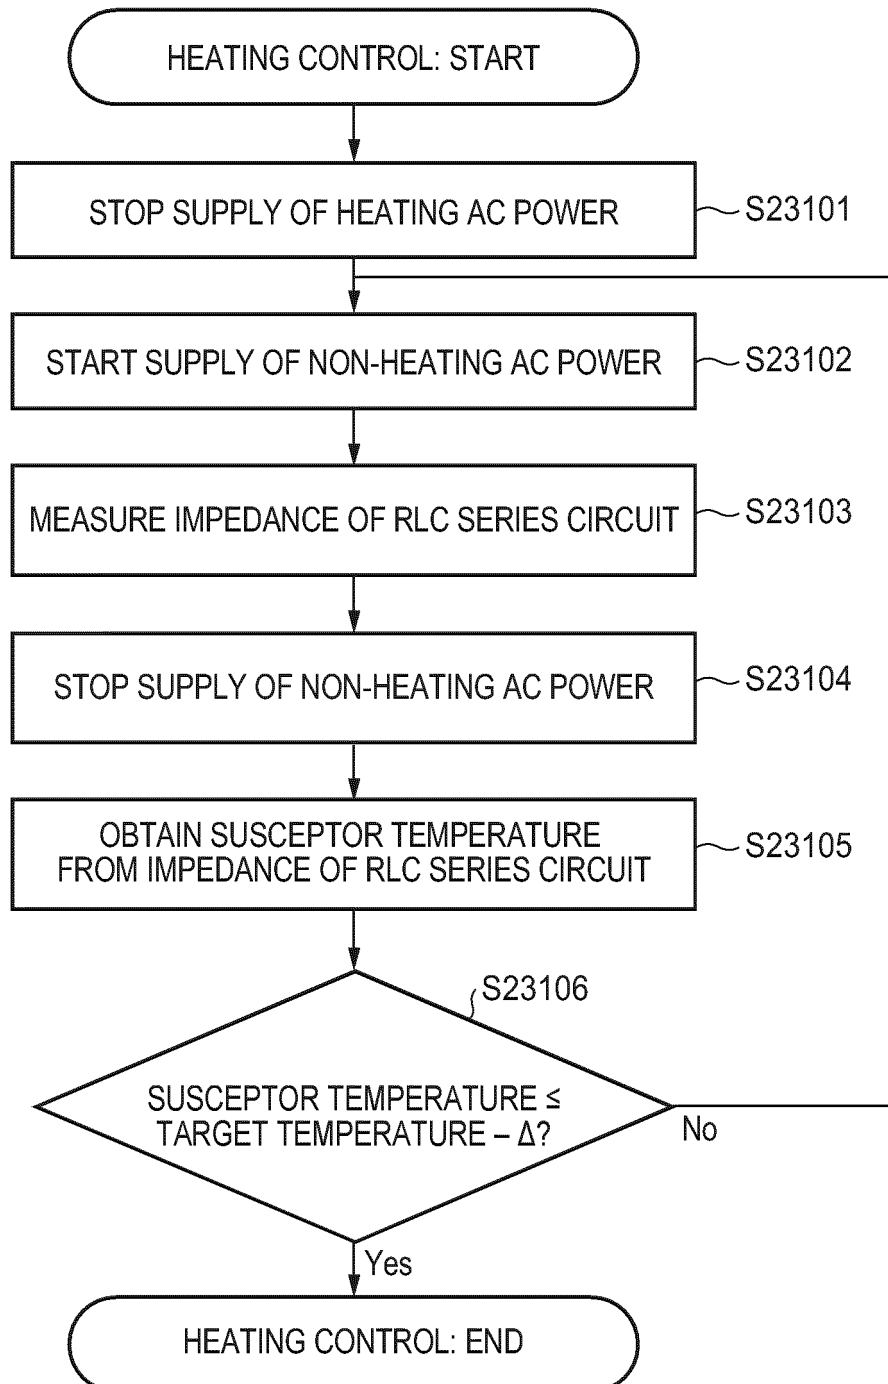 HEATING CONTROL: START
STOP SUPPLY OF HEATING AC POWER
S23101
START SUPPLY OF NON-HEATING AC POWER
S23102
MEASURE IMPEDANCE OF RLC SERIES CIRCUIT
S23103
STOP SUPPLY OF NON-HEATING AC POWER
S23104
OBTAIN SUSCEPTOR TEMPERATURE
FROM IMPEDANCE OF RLC SERIES CIRCUIT
S23105
S23106
SUSCEPTOR TEMPERATURE ≤
TARGET TEMPERATURE – Δ?
No
Yes
HEATING CONTROL: END